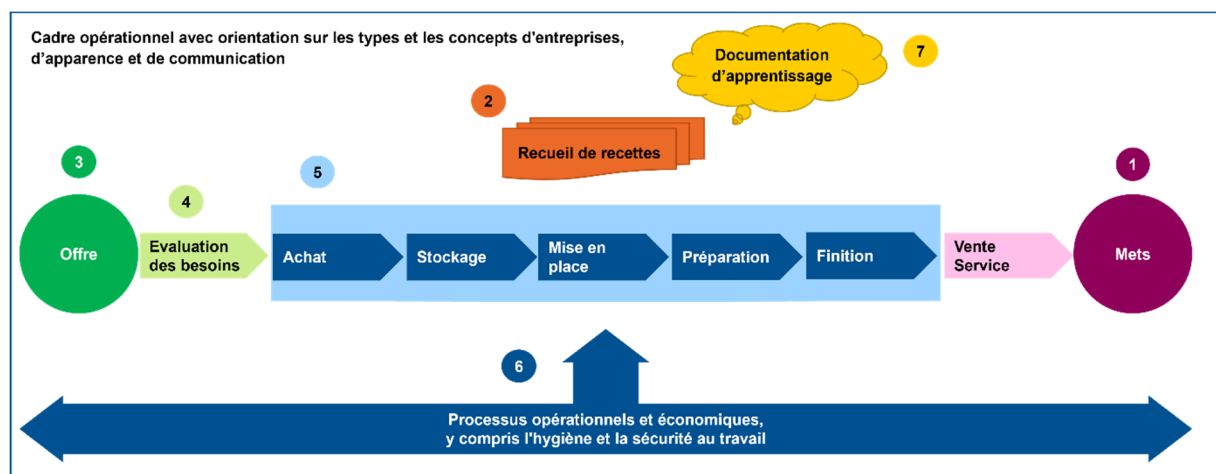 Cadre opérationnel avec orientation sur les types et les concepts d'entreprises,
d'apparence et de communication
7
Documentation
d'apprentissage
2
Recueil de recettes
3
5
1
4
Offre
Evaluation
des besoins
Achat
Stockage
Mise en
place
Préparation
Finition
Vente
Service
Mets
6
Processus opérationnels et économiques,
y compris l'hygiène et la sécurité au travail